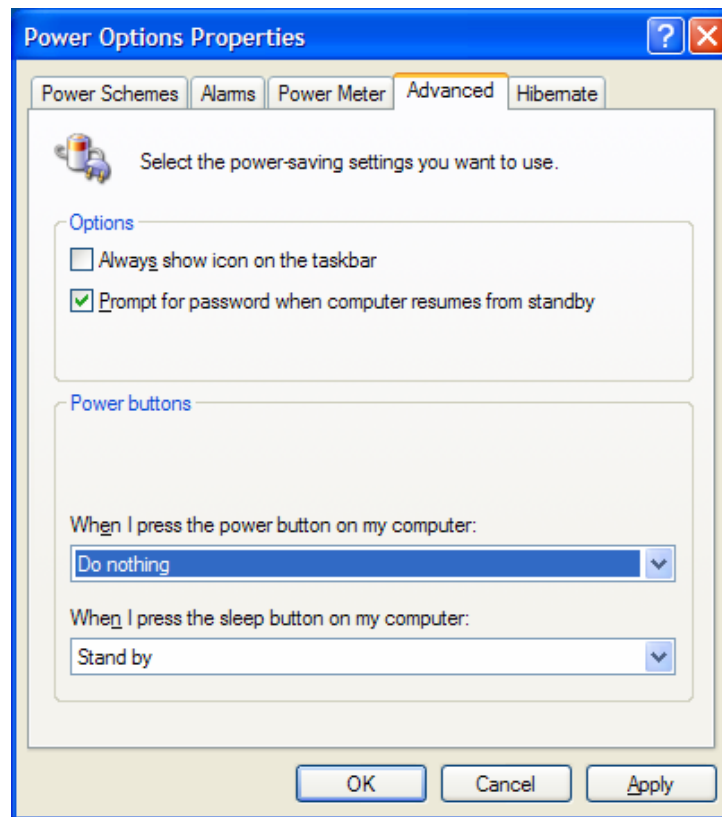 Power Options Properties
Power Schemes Alarms Power Meter Advanced Hibernate
Select the power-saving settings you want to use.
Options
Always show icon on the taskbar
Prompt for password when computer resumes from standby
Power buttons
When I press the power button on my computer:
Do nothing
When I press the sleep button on my computer:
Stand by
OK Cancel Apply